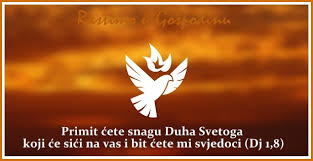 Rastimo u Gospodinu
Primit ćete snagu Duha Svetoga
koji će sići na vas i bit ćete mi svjedoci (Dj 1,8)